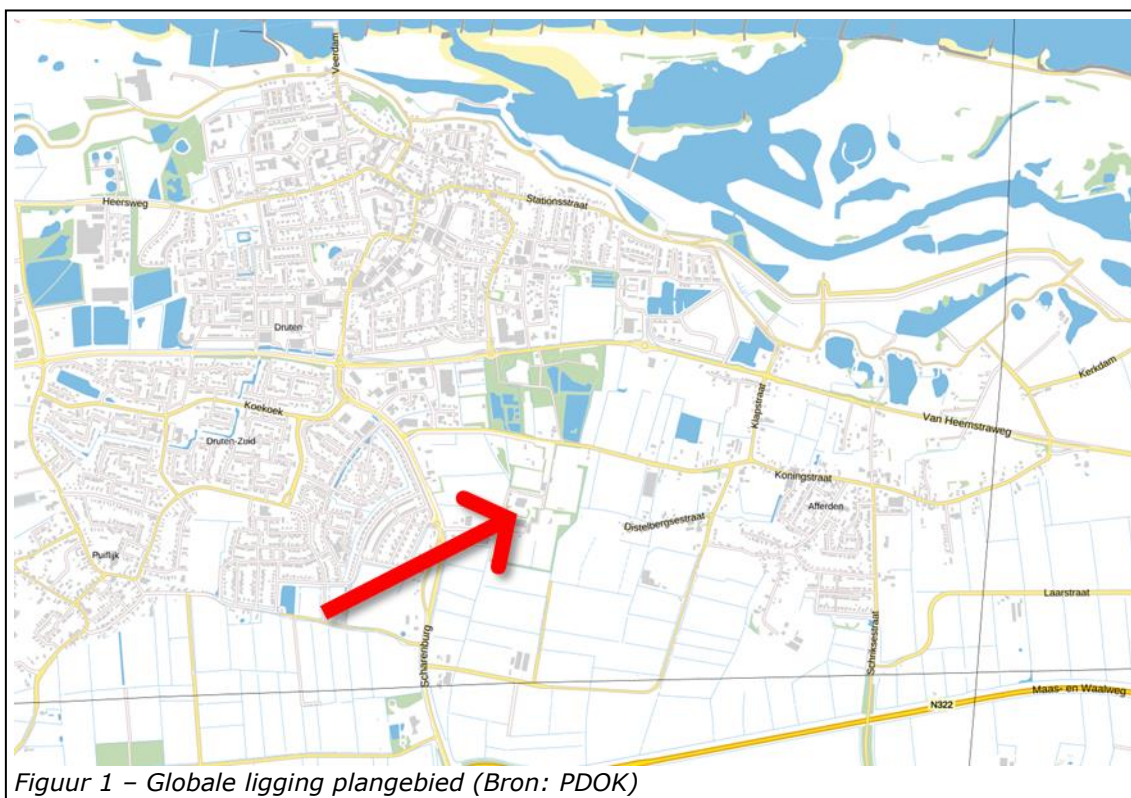 Veerdam
Heersweg
Stationsstraat
Druten
Koekoek
Druten-Zuid
Klapstraat
Kerkdam
Van Heemstraweg
Koningstraat
Afferden
Distelbergsestraat
Puiflijk
Scharenburg
Schriksestraat
Laarstraat
Maas- en Waalweg
N322
Figuur 1 – Globale ligging plangebied (Bron: PDOK)